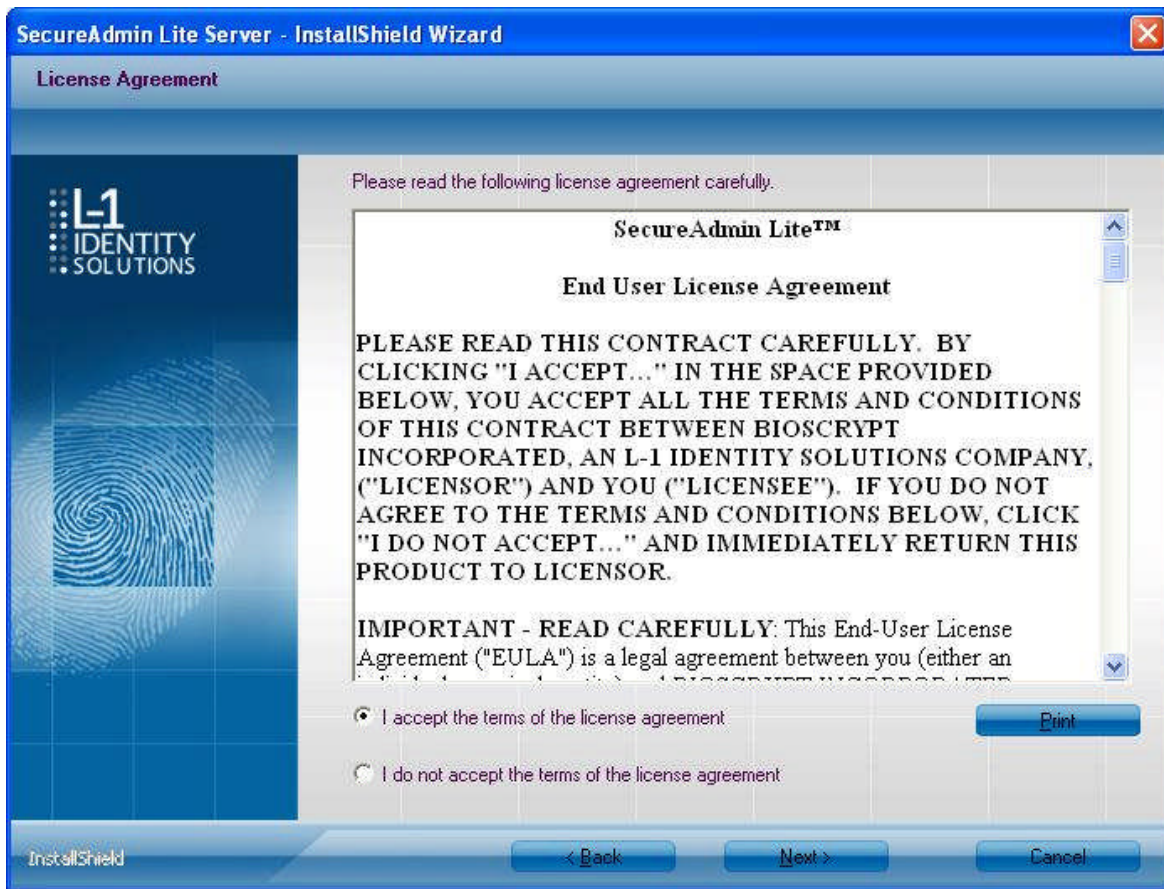 SecureAdmin Lite Server - InstallShield Wizard
License Agreement
L-1
IDENTITY
SOLUTIONS
Please read the following license agreement carefully.
SecureAdmin Lite™
End User License Agreement
PLEASE READ THIS CONTRACT CAREFULLY. BY
CLICKING "I ACCEPT..." IN THE SPACE PROVIDED
BELOW, YOU ACCEPT ALL THE TERMS AND CONDITIONS
OF THIS CONTRACT BETWEEN BIOSCRYPT
INCORPORATED, AN L-1 IDENTITY SOLUTIONS COMPANY,
("LICENSOR") AND YOU ("LICENSEE"). IF YOU DO NOT
AGREE TO THE TERMS AND CONDITIONS BELOW, CLICK
"I DO NOT ACCEPT..." AND IMMEDIATELY RETURN THIS
PRODUCT TO LICENSOR.
IMPORTANT - READ CAREFULLY: This End-User License
Agreement ("EULA") is a legal agreement between you (either an
I accept the terms of the license agreement
Print
I do not accept the terms of the license agreement
InstallShield
< Back
Next >
Cancel